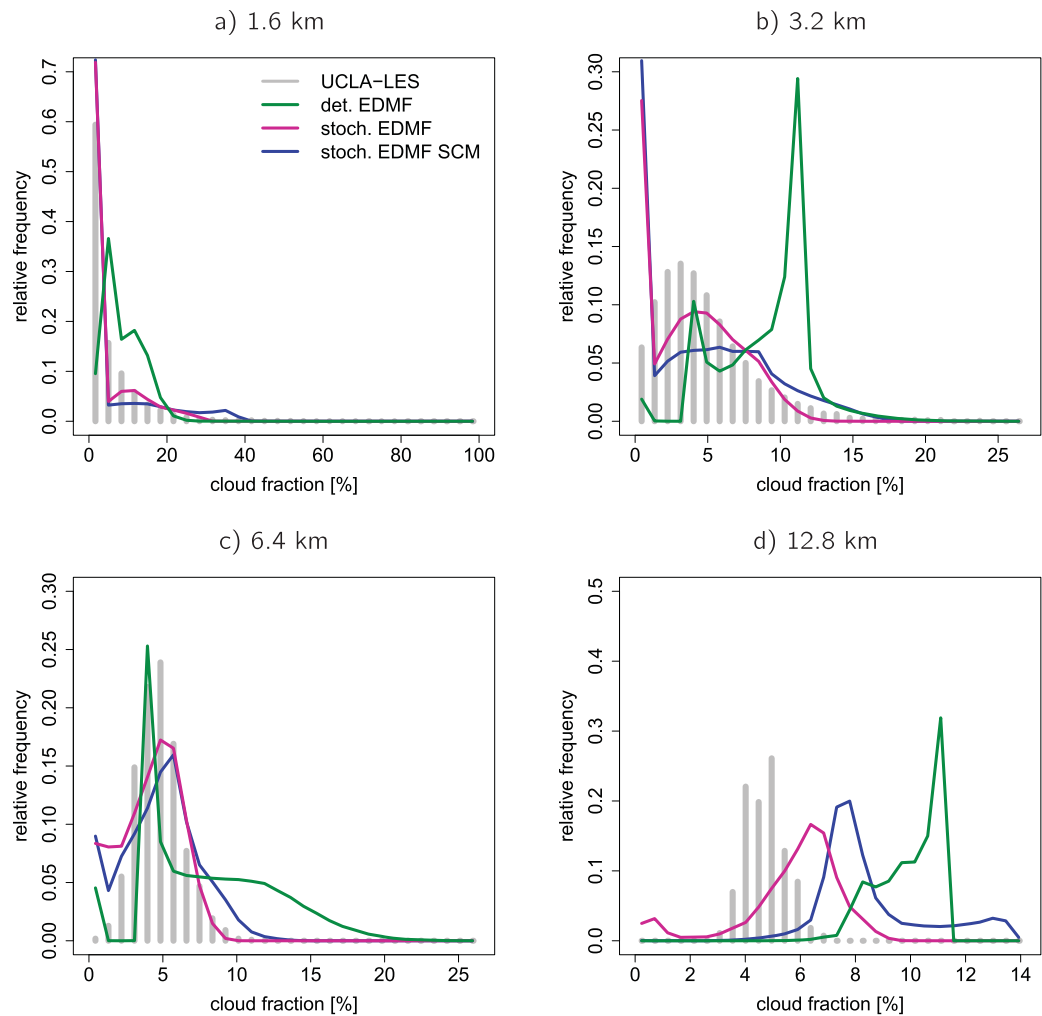 a) 1.6 km
relative frequency
0.0 0.1 0.2 0.3 0.4 0.5 0.6 0.7
UCLA−LES
det. EDMF
stoch. EDMF
stoch. EDMF SCM
0 20 40 60 80 100
cloud fraction [%]
b) 3.2 km
relative frequency
0.00 0.05 0.10 0.15 0.20 0.25 0.30
0 5 10 15 20 25
cloud fraction [%]
c) 6.4 km
relative frequency
0.00 0.05 0.10 0.15 0.20 0.25 0.30
0 5 10 15 20 25
cloud fraction [%]
d) 12.8 km
relative frequency
0.0 0.1 0.2 0.3 0.4 0.5
0 2 4 6 8 10 12 14
cloud fraction [%]